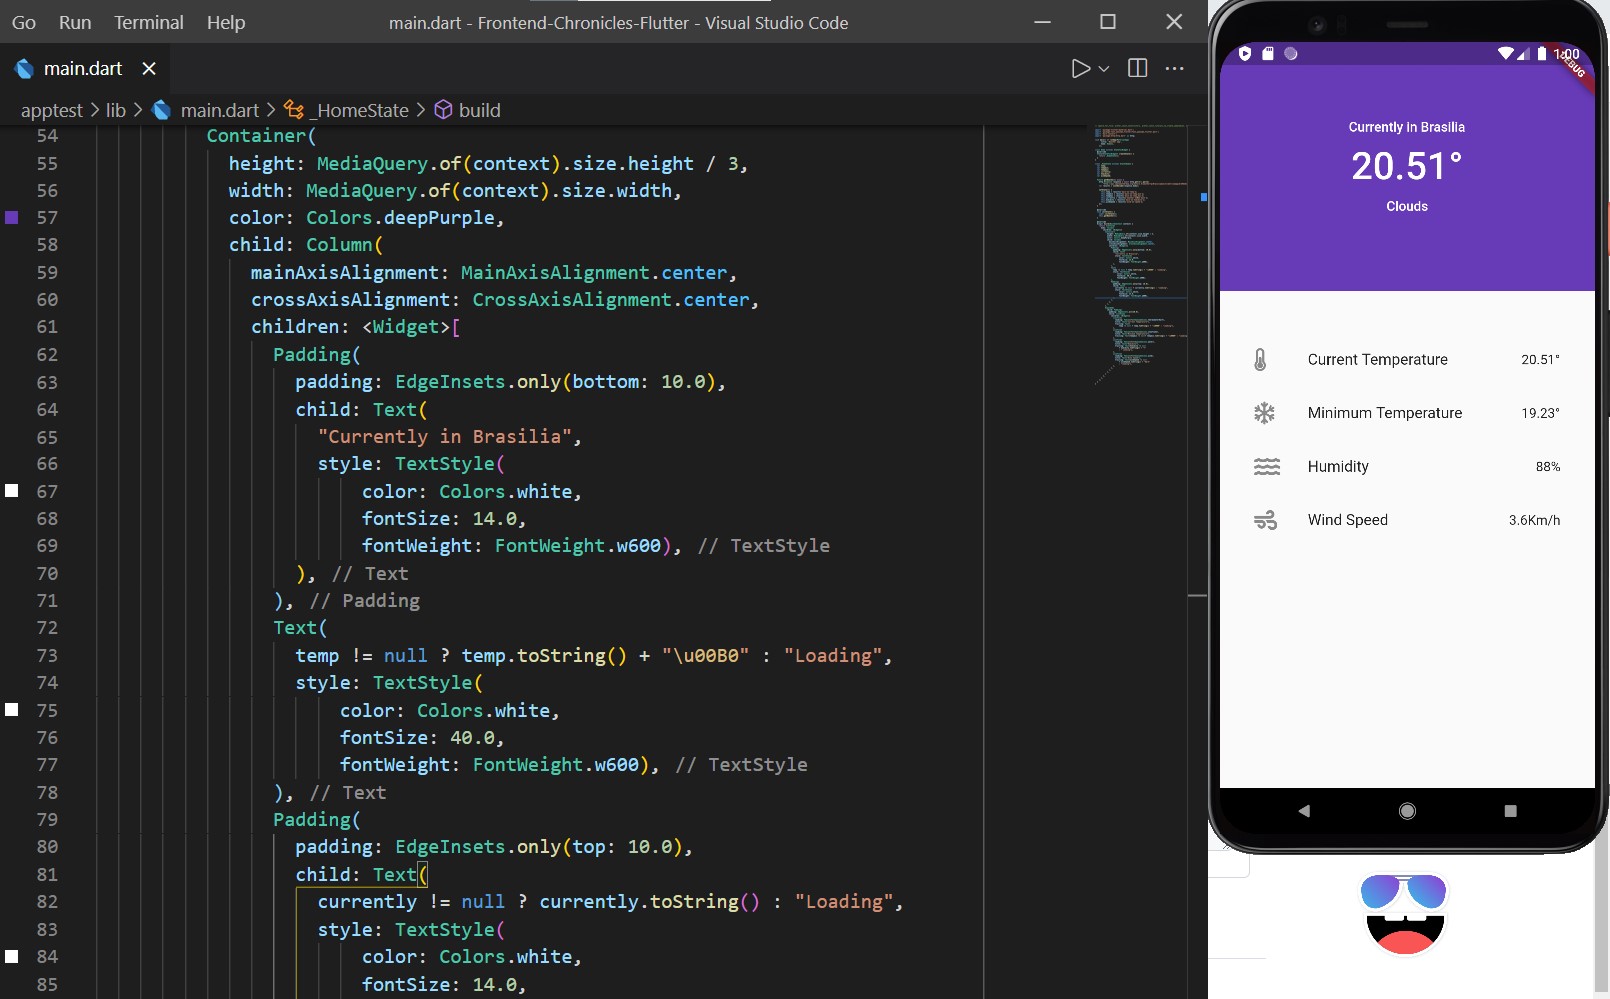 Go Run Terminal Help main.dart - Frontend-Chronicles-Flutter - Visual Studio Code
main.dart
apptest > lib > main.dart > _HomeState > build
54 Container(
55 height: MediaQuery.of(context).size.height / 3,
56 width: MediaQuery.of(context).size.width,
57 color: Colors.deepPurple,
58 child: Column(
59 mainAxisAlignment: MainAxisAlignment.center,
60 crossAxisAlignment: CrossAxisAlignment.center,
61 children: <Widget>[
62 Padding(
63 padding: EdgeInsets.only(bottom: 10.0),
64 child: Text(
65 "Currently in Brasilia",
66 style: TextStyle(
67 color: Colors.white,
68 fontSize: 14.0,
69 fontWeight: FontWeight.w600), // TextStyle
70 ), // Text
71 ), // Padding
72 Text(
73 temp != null ? temp.toString() + "\u00B0" : "Loading",
74 style: TextStyle(
75 color: Colors.white,
76 fontSize: 40.0,
77 fontWeight: FontWeight.w600), // TextStyle
78 ), // Text
79 Padding(
80 padding: EdgeInsets.only(top: 10.0),
81 child: Text(
82 currently != null ? currently.toString() : "Loading",
83 style: TextStyle(
84 color: Colors.white,
85 fontSize: 14.0,
1:00
DEBUG
Currently in Brasilia
20.51°
Clouds
Current Temperature 20.51°
Minimum Temperature 19.23°
Humidity 88%
Wind Speed 3.6Km/h